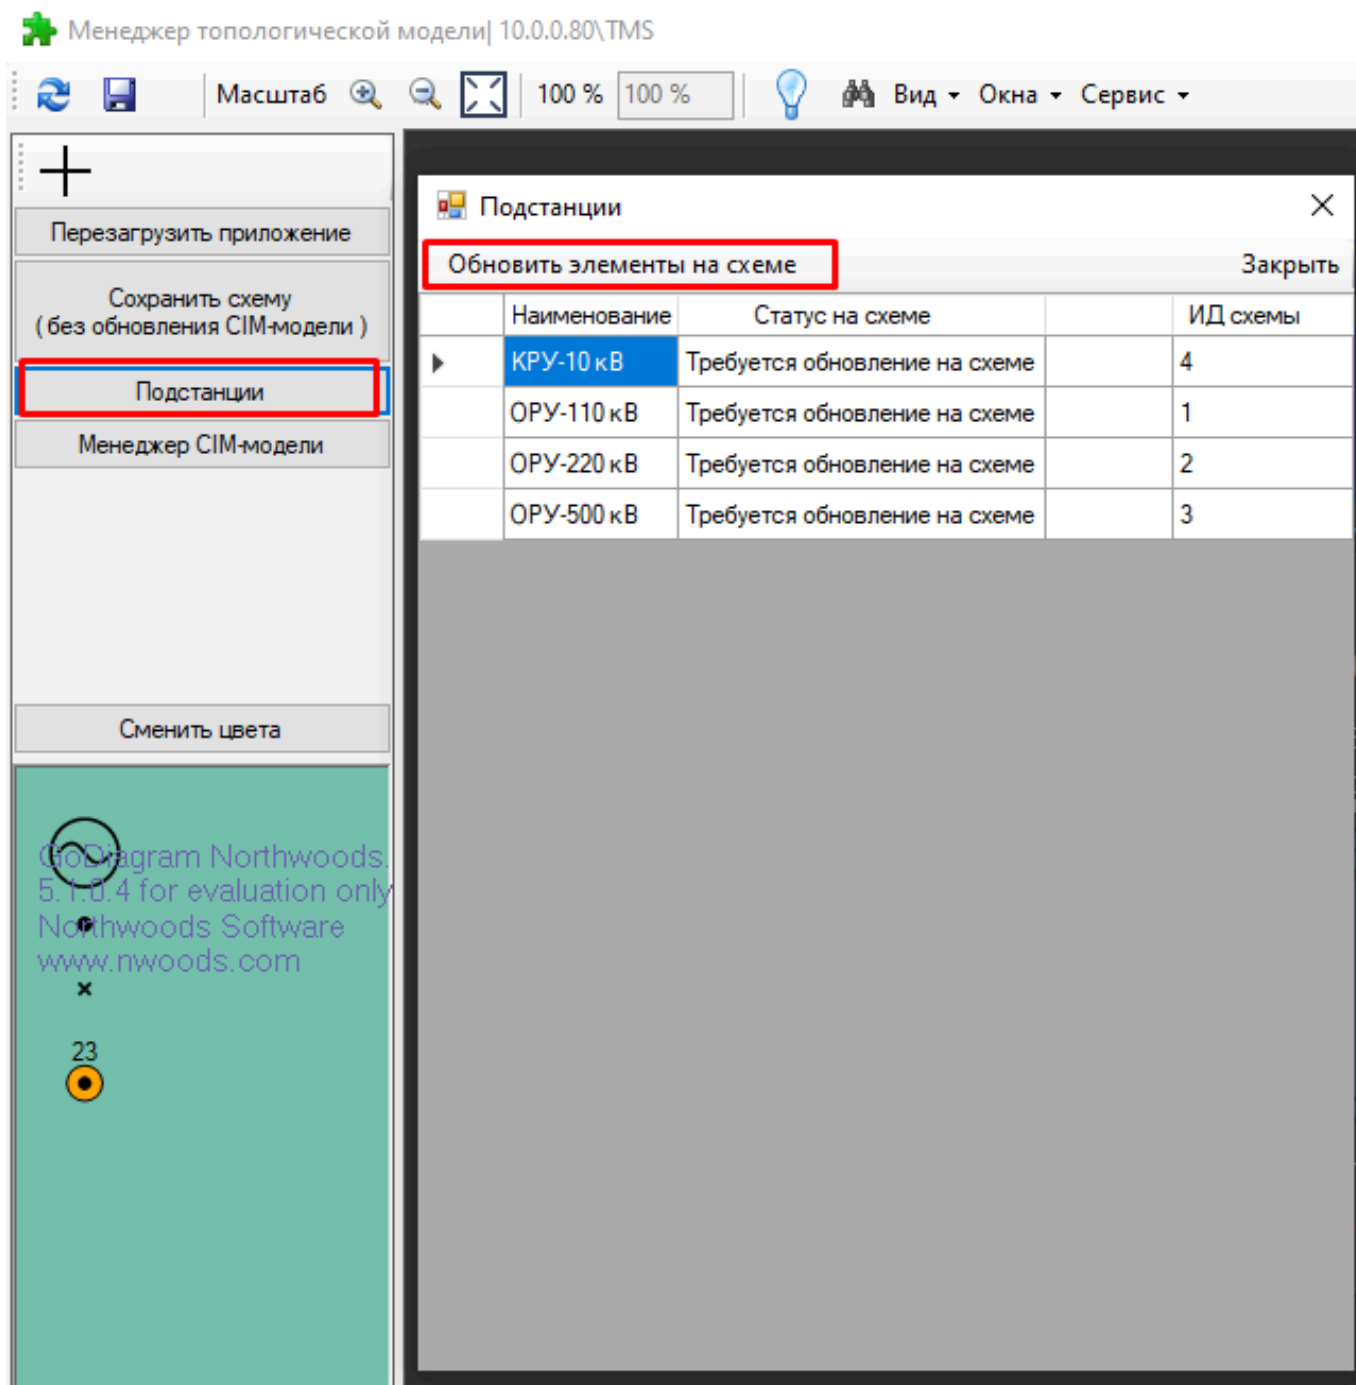 Менеджер топологической модели| 10.0.0.80\TMS
Масштаб 100 % 100 % Вид Окна Сервис
Перезагрузить приложение
Сохранить схему
( без обновления CIM-модели )
Подстанции
Менеджер CIM-модели
Сменить цвета
GoDiagram Northwoods.
5.1.0.4 for evaluation only
Northwoods Software
www.nwoods.com
23
Подстанции
Обновить элементы на схеме Закрыть
Наименование Статус на схеме ИД схемы
КРУ-10 кВ Требуется обновление на схеме 4
ОРУ-110 кВ Требуется обновление на схеме 1
ОРУ-220 кВ Требуется обновление на схеме 2
ОРУ-500 кВ Требуется обновление на схеме 3